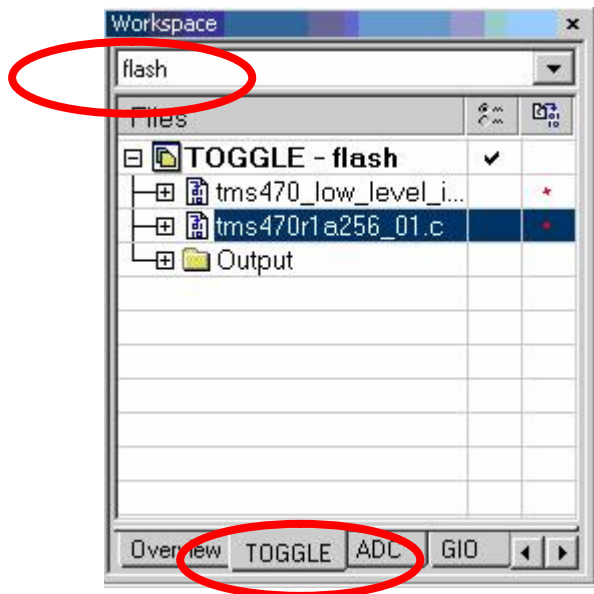 Workspace
flash
Files
TOGGLE - flash
tms470_low_level_i...
tms470r1a256_01.c
Output
Overview TOGGLE ADC GIO